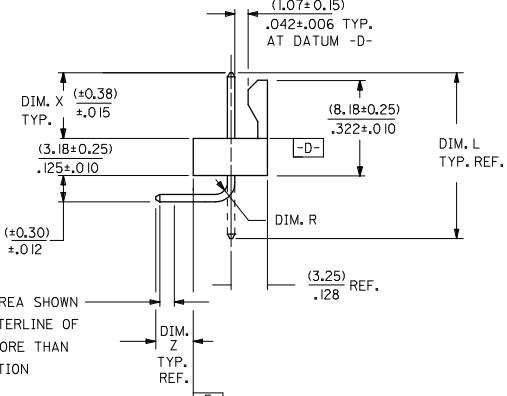 (1.07±0.15)
.042±.006 TYP.
AT DATUM -D-
DIM. X (±0.38)
±.015
TYP.
(8.18±0.25)
.322±.010
(3.18±0.25)
.125±.010
-D-
DIM. L
TYP. REF.
DIM. R
(±0.30)
±.012
(3.25)
.128 REF.
REA SHOWN
TERLINE OF
ORE THAN
TION
DIM.
Z
TYP.
REF.